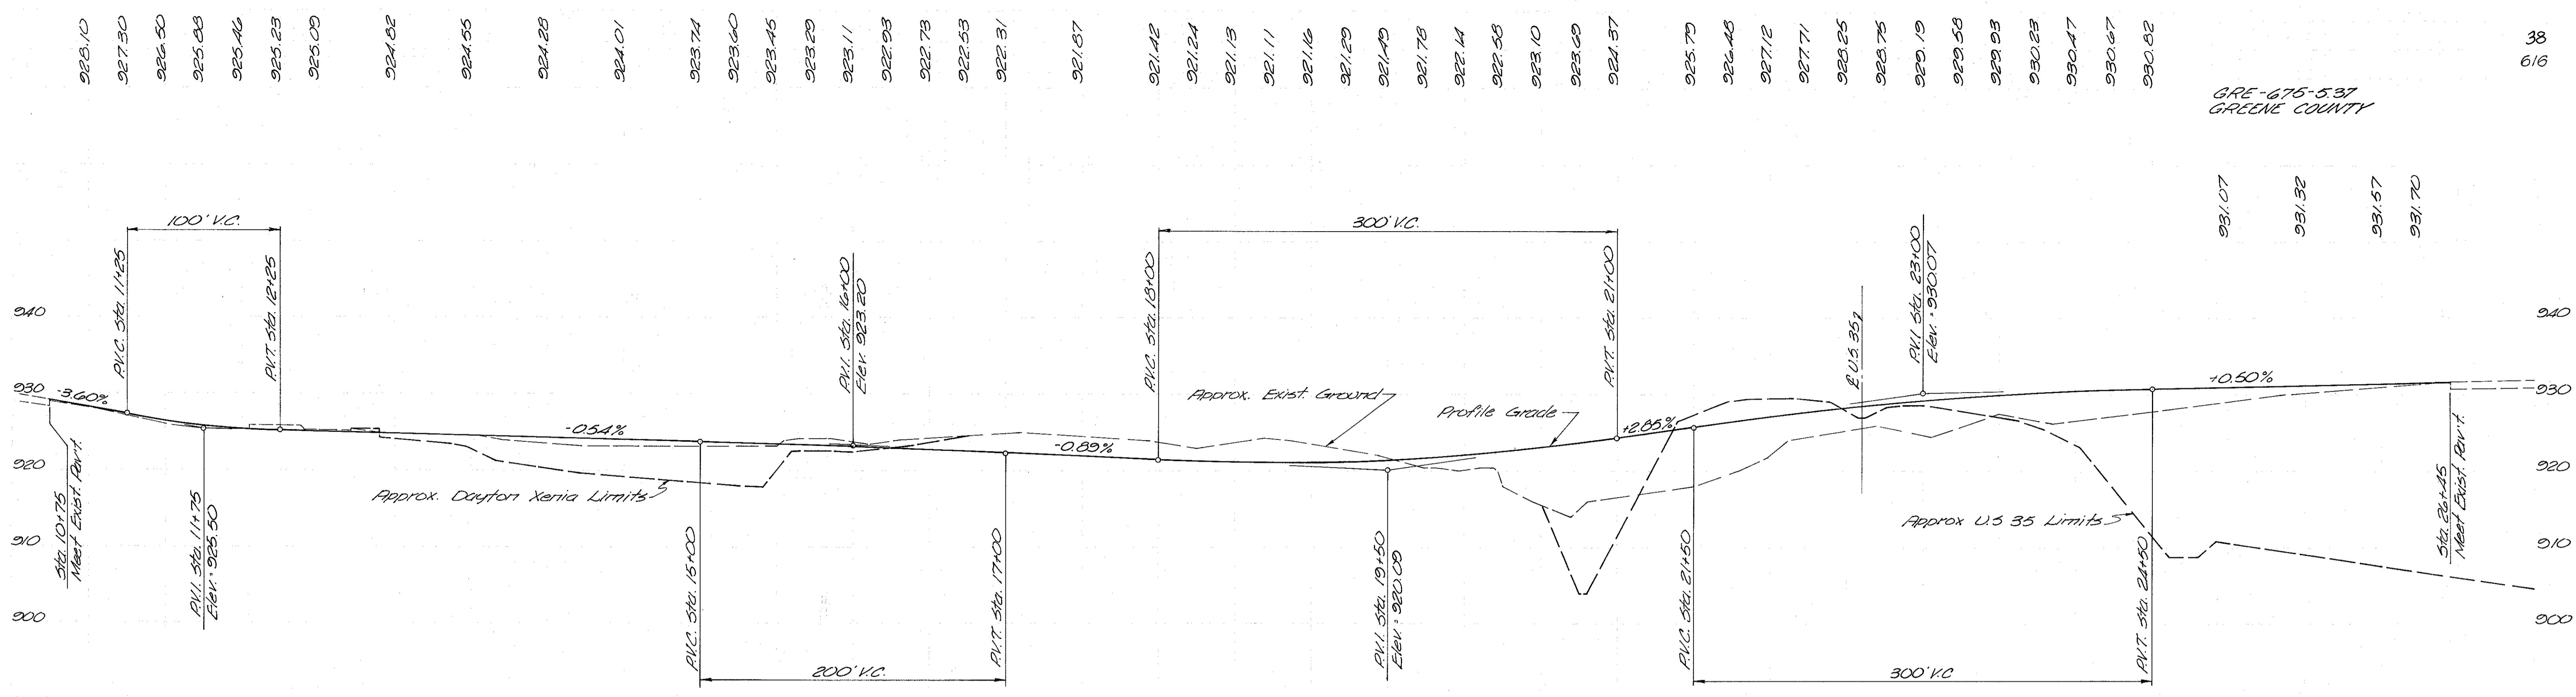 928.10 927.30 926.50 925.88 925.46 925.23 925.09 924.82 924.55 924.28 924.01 923.74 923.60 923.45 923.29 923.11 922.93 922.73 922.53 922.31 921.87 921.42 921.24 921.13 921.11 921.16 921.29 921.49 921.78 922.14 922.58 923.10 923.69 924.37 925.79 926.48 927.12 927.71 928.25 928.75 929.19 929.58 929.93 930.23 930.47 930.67 930.82
38
616
GRE-675-5.37
GREENE COUNTY
931.07 931.32 931.57 931.70
100' V.C.
300' V.C.
P.V.C. Sta. 11+25
P.V.T. Sta. 12+25
P.V.I. Sta. 16+00
Elev. 923.20
P.V.C. Sta. 18+00
P.V.T. Sta. 21+00
℄ U.S. 35
P.V.I. Sta. 23+00
Elev. = 930.07
940
940
930
-3.60%
Approx. Exist. Ground
Profile Grade
+0.50%
930
-0.54%
-0.89%
+2.85%
920
920
Approx. Dayton Xenia Limits
Approx U.S 35 Limits
910
910
900
900
Sta. 10+75
Meet Exist. Pav't.
P.V.I. Sta. 11+75
Elev. = 925.50
P.V.C. Sta. 15+00
P.V.T. Sta. 17+00
P.V.I. Sta. 19+50
Elev. = 920.09
P.V.C. Sta. 21+50
P.V.T. Sta. 24+50
Sta. 26+45
Meet Exist. Pav't.
200' V.C.
300' V.C